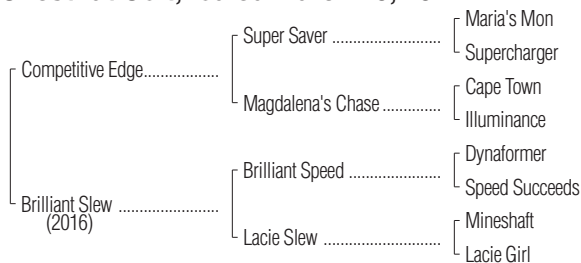 Maria's Mon
Super Saver ........................
Supercharger
Competitive Edge.................
Cape Town
Magdalena's Chase .............
Illuminance
Dynaformer
Brilliant Speed ....................
Speed Succeeds
Brilliant Slew .......................
(2016)
Mineshaft
Lacie Slew ...........................
Lacie Girl